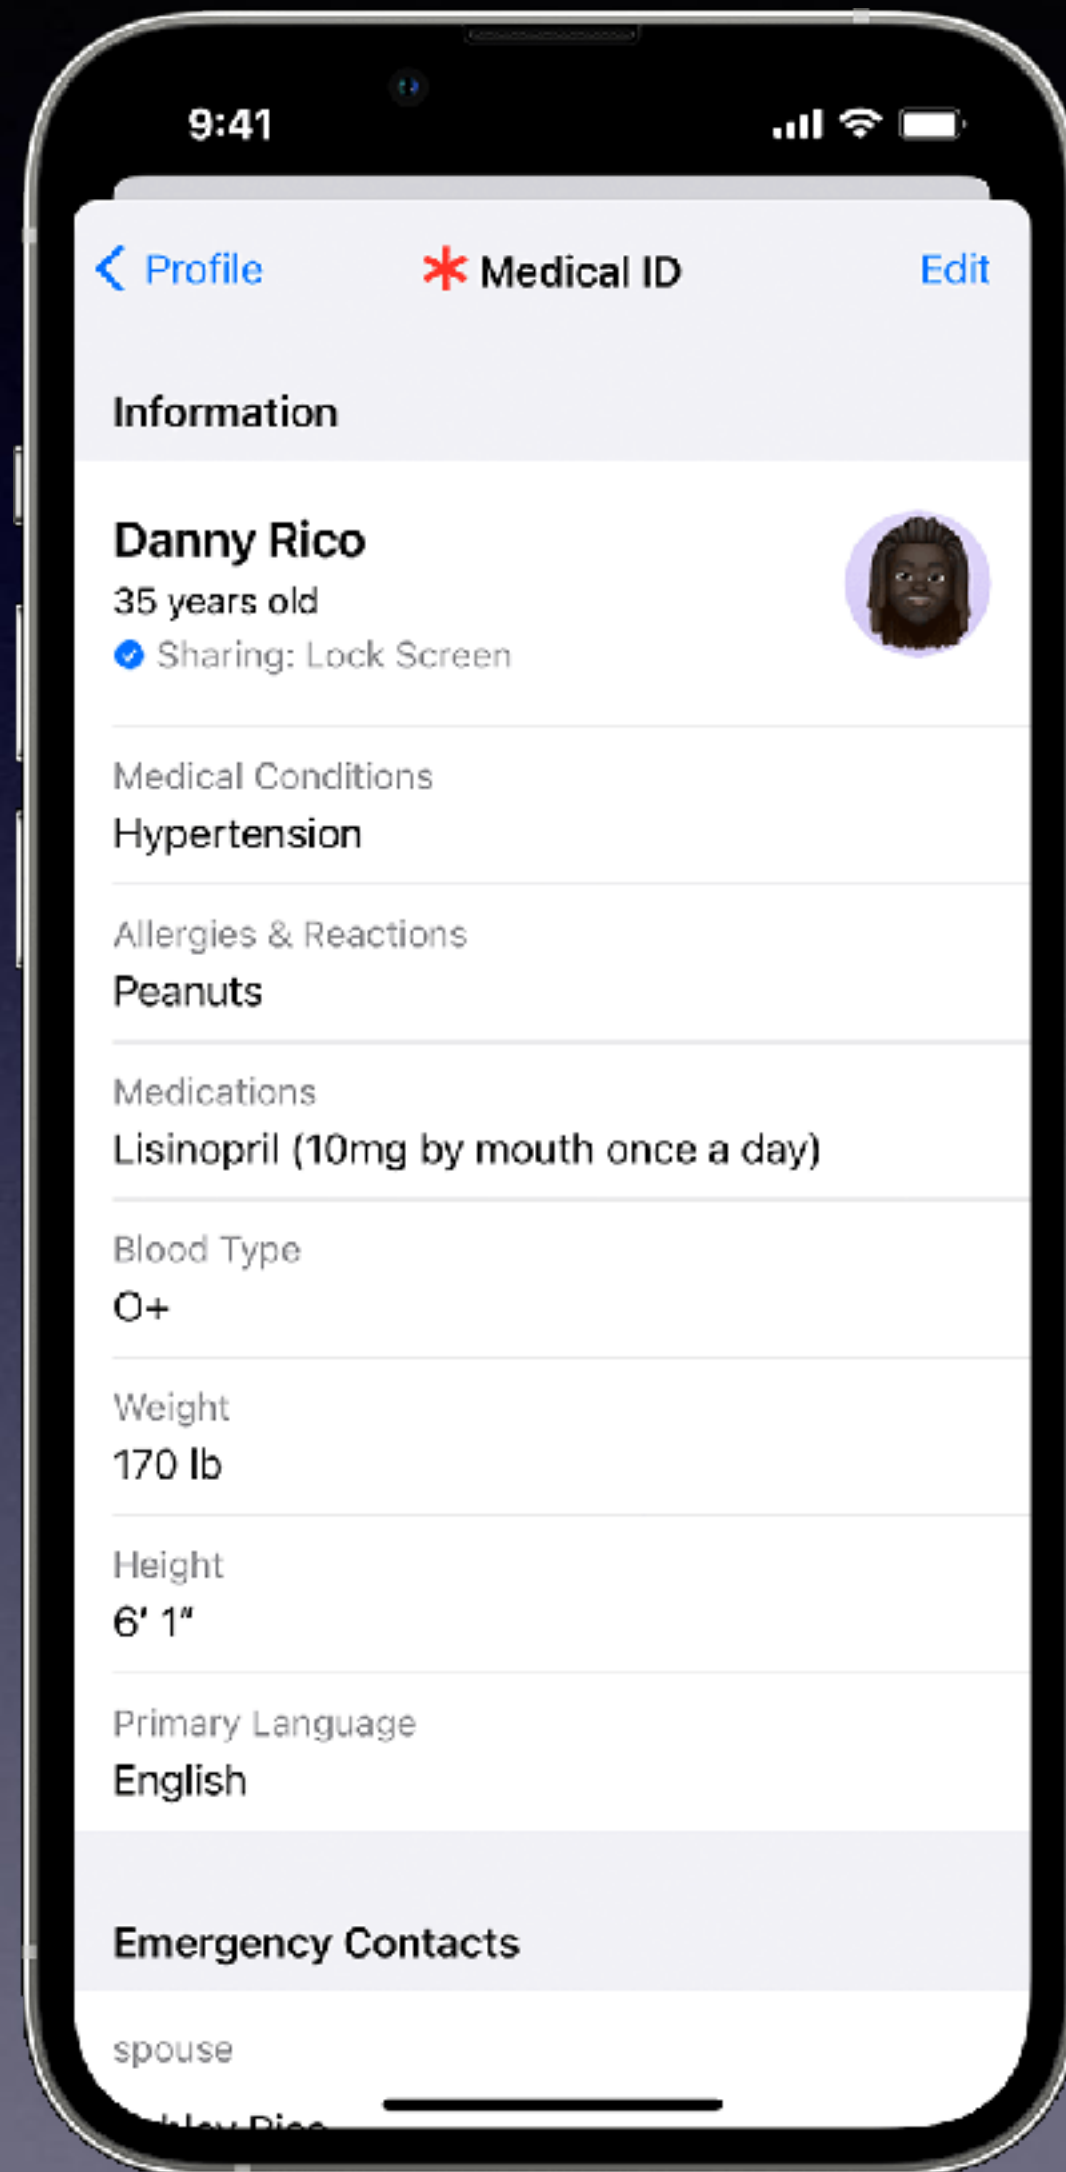 9:41
Profile
Medical ID
Edit
Information
Danny Rico
35 years old
Sharing: Lock Screen
Medical Conditions
Hypertension
Allergies & Reactions
Peanuts
Medications
Lisinopril (10mg by mouth once a day)
Blood Type
O+
Weight
170 lb
Height
6' 1"
Primary Language
English
Emergency Contacts
spouse
Rico